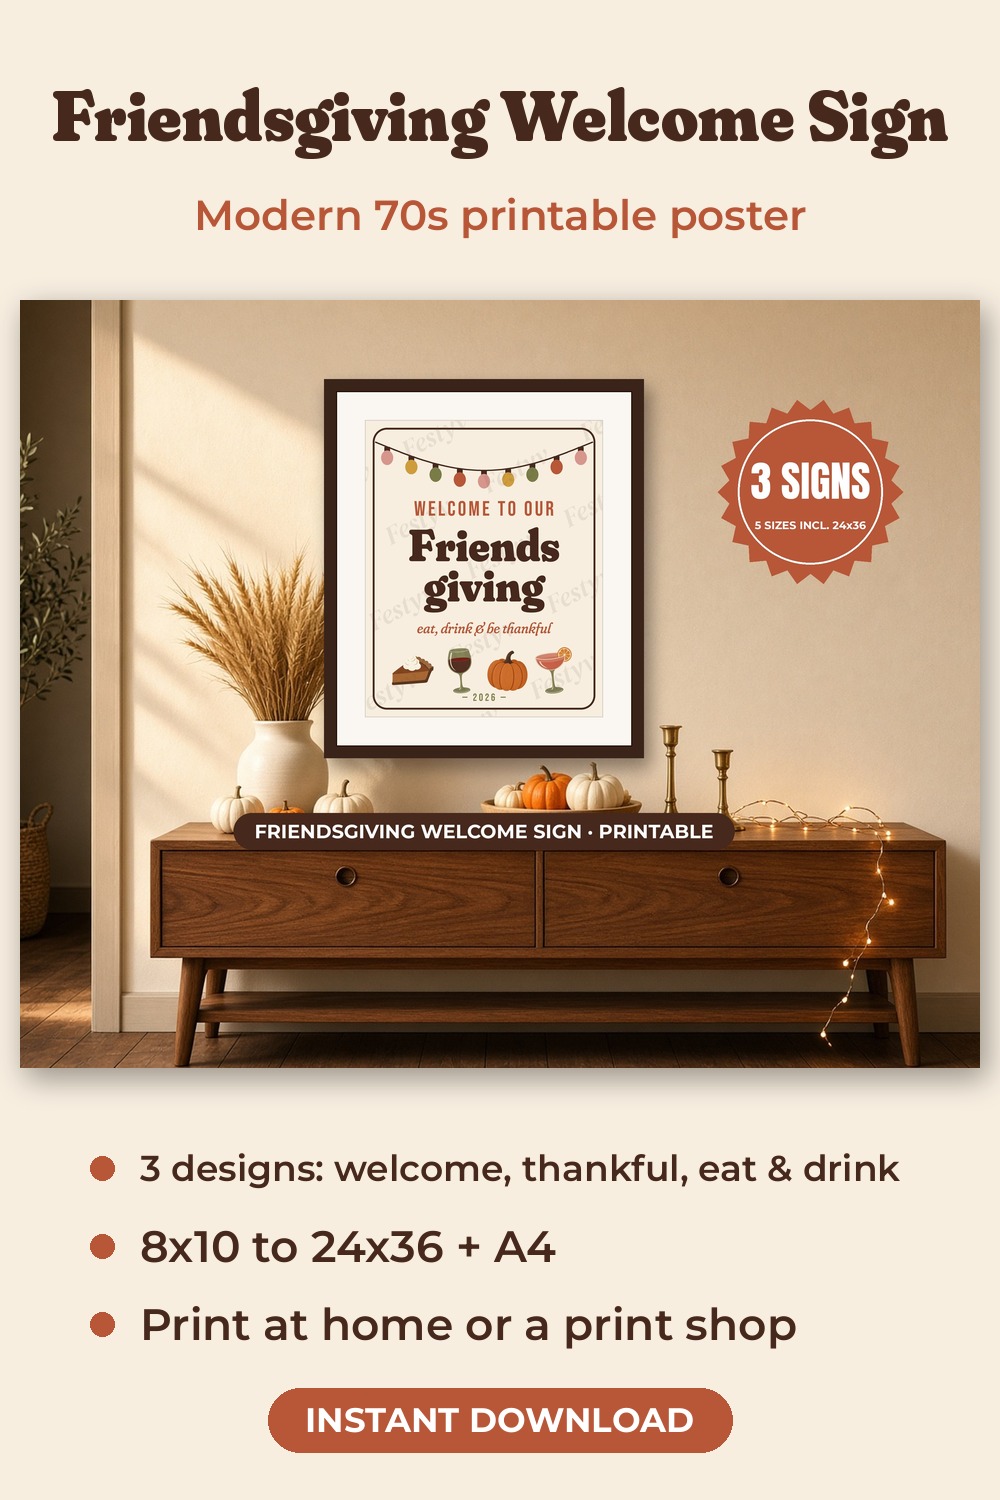 Friendsgiving Welcome Sign
Modern 70s printable poster
WELCOME TO OUR
Friends
giving
eat, drink & be thankful
– 2026 –
3 SIGNS
5 SIZES INCL. 24x36
FRIENDSGIVING WELCOME SIGN · PRINTABLE
3 designs: welcome, thankful, eat & drink
8x10 to 24x36 + A4
Print at home or a print shop
INSTANT DOWNLOAD